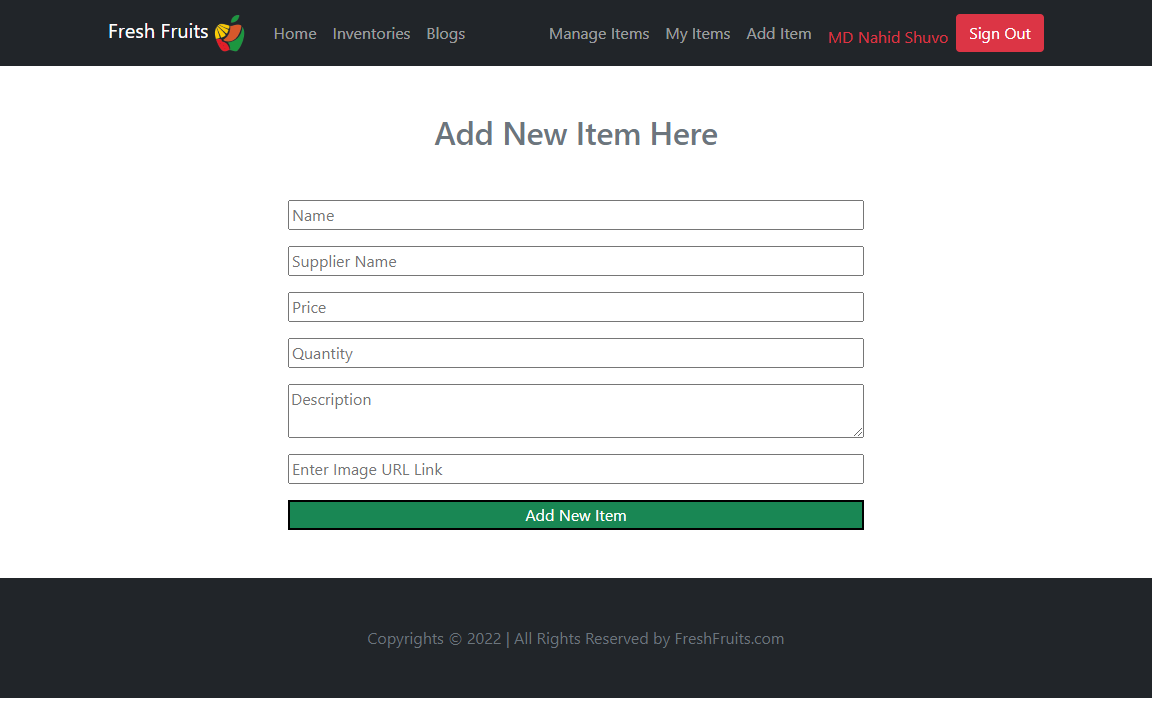 Fresh Fruits Home Inventories Blogs Manage Items My Items Add Item MD Nahid Shuvo Sign Out
Add New Item Here
Name
Supplier Name
Price
Quantity
Description
Enter Image URL Link
Add New Item
Copyrights © 2022 | All Rights Reserved by FreshFruits.com